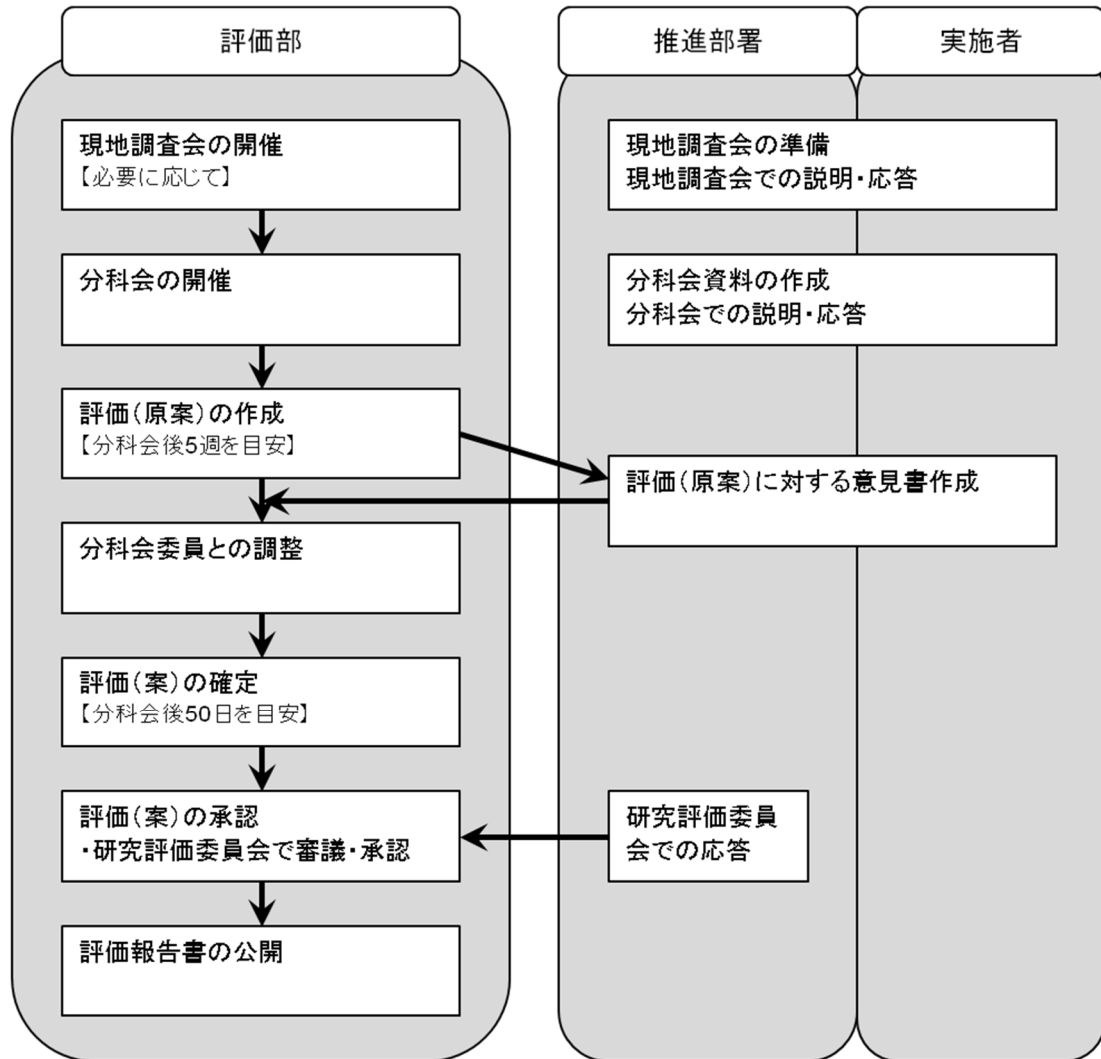 評価部
推進部署
実施者
現地調査会の開催
【必要に応じて】
現地調査会の準備
現地調査会での説明・応答
分科会の開催
分科会資料の作成
分科会での説明・応答
評価(原案)の作成
【分科会後5週を目安】
評価(原案)に対する意見書作成
分科会委員との調整
評価(案)の確定
【分科会後50日を目安】
評価(案)の承認
・研究評価委員会で審議・承認
研究評価委員
会での応答
評価報告書の公開